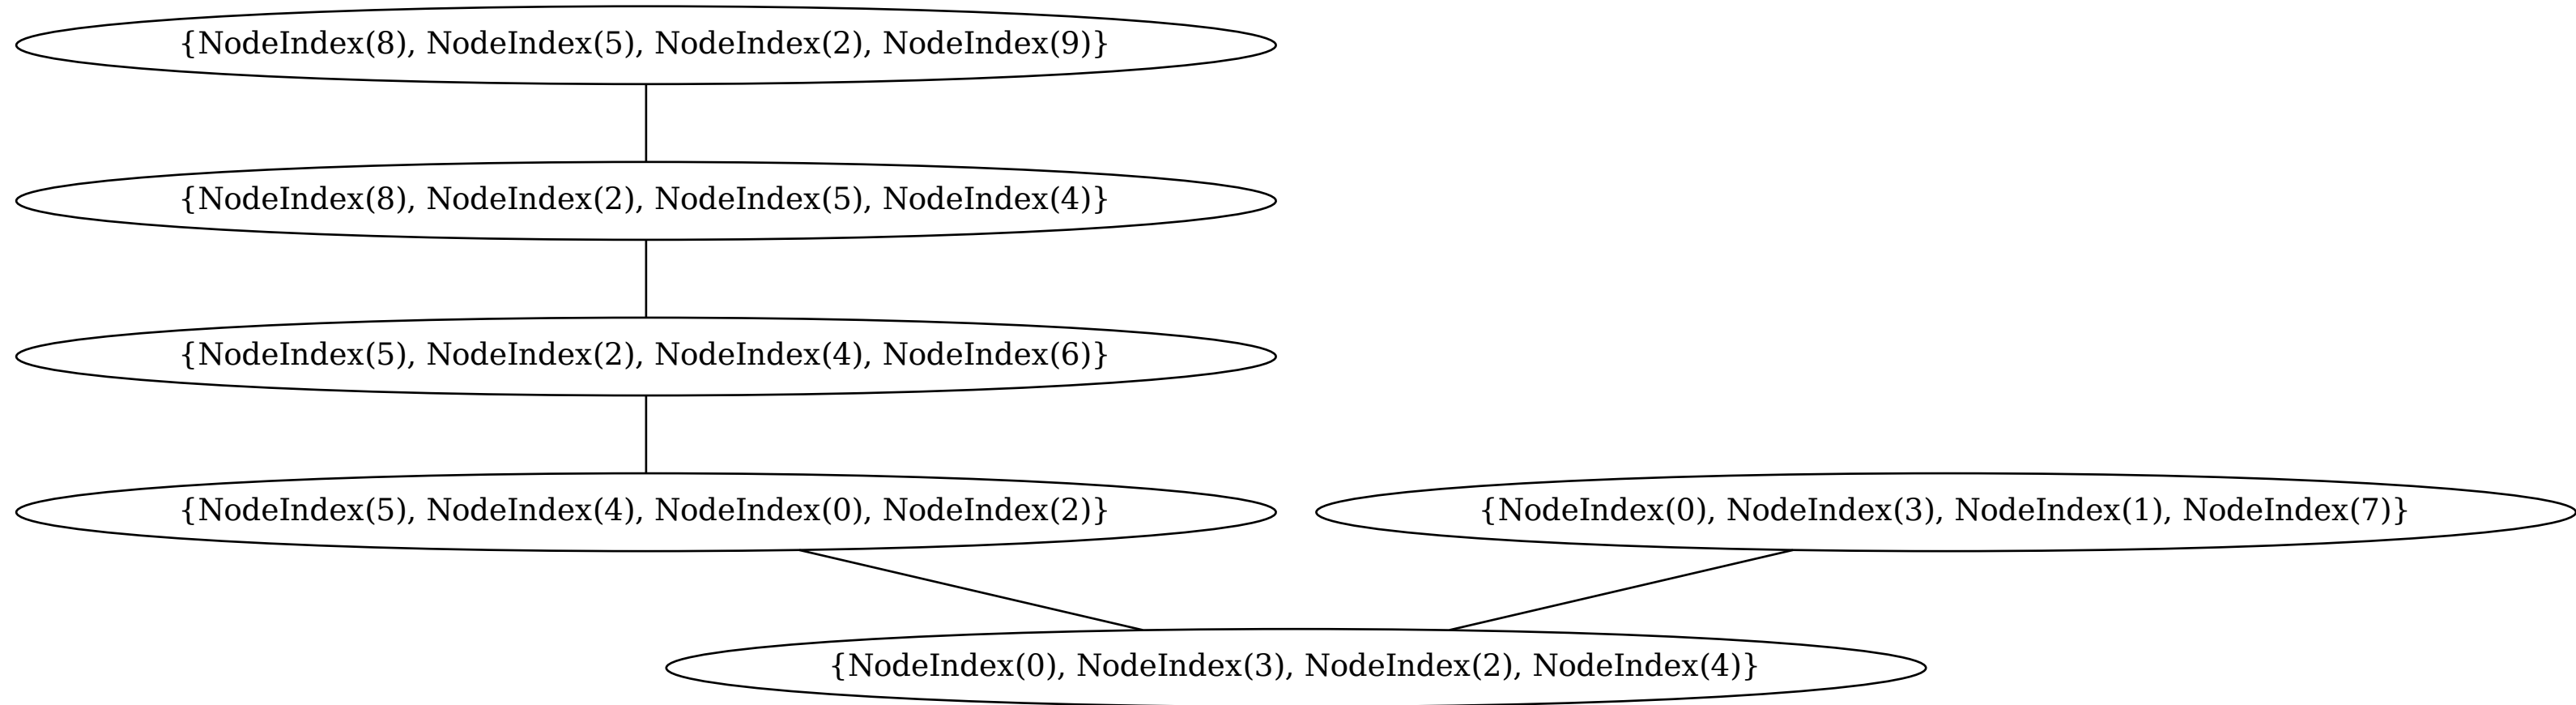 {NodeIndex(8), NodeIndex(5), NodeIndex(2), NodeIndex(9)}
{NodeIndex(8), NodeIndex(2), NodeIndex(5), NodeIndex(4)}
{NodeIndex(5), NodeIndex(2), NodeIndex(4), NodeIndex(6)}
{NodeIndex(5), NodeIndex(4), NodeIndex(0), NodeIndex(2)}
{NodeIndex(0), NodeIndex(3), NodeIndex(1), NodeIndex(7)}
{NodeIndex(0), NodeIndex(3), NodeIndex(2), NodeIndex(4)}